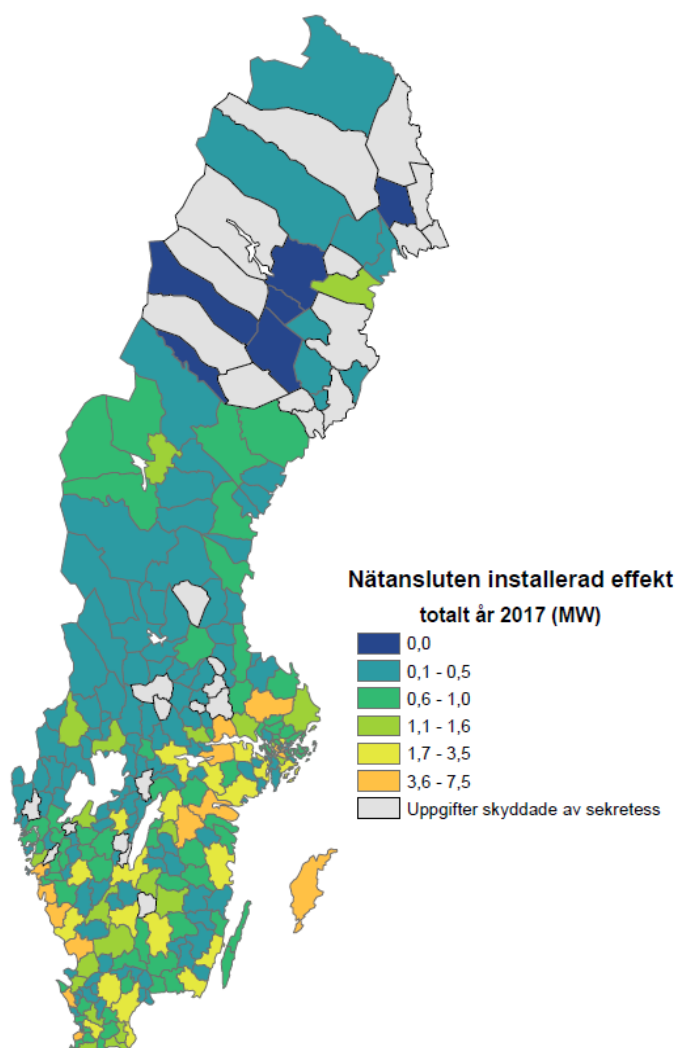 Nätansluten installerad effekt
totalt år 2017 (MW)
0,0
0,1 - 0,5
0,6 - 1,0
1,1 - 1,6
1,7 - 3,5
3,6 - 7,5
Uppgifter skyddade av sekretess